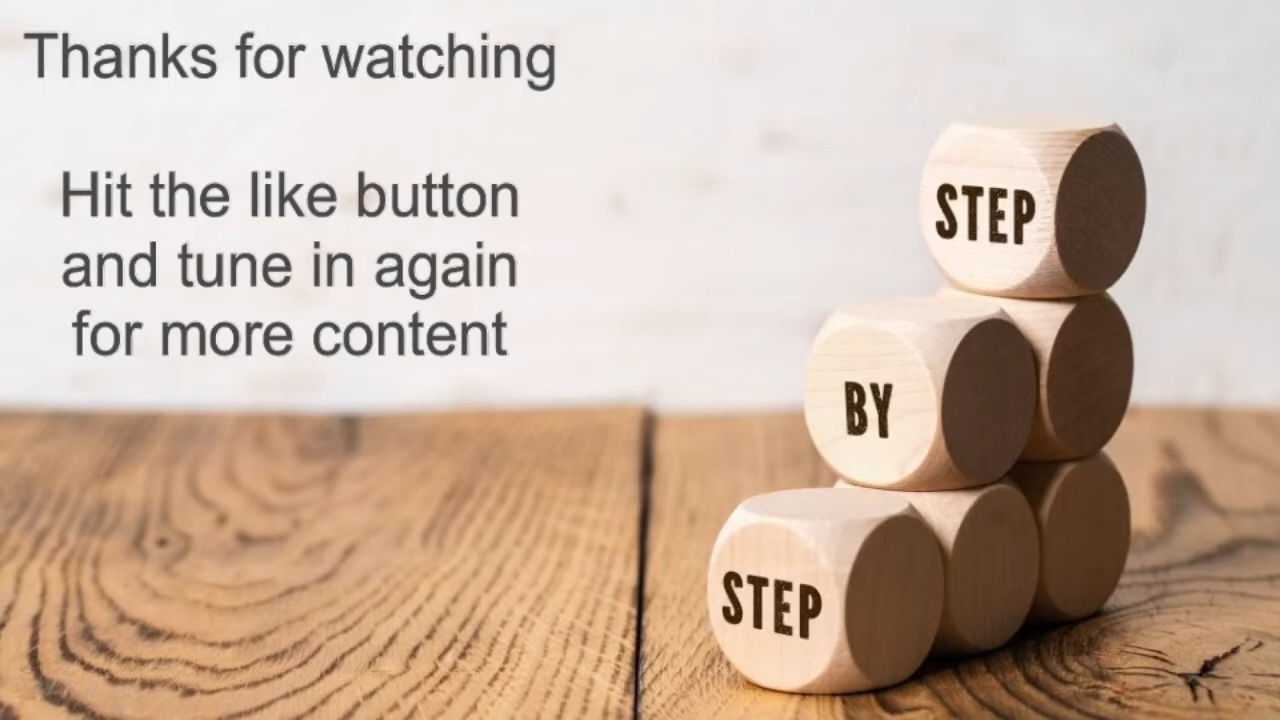 Thanks for watching
Hit the like button
and tune in again
for more content
STEP
BY
STEP